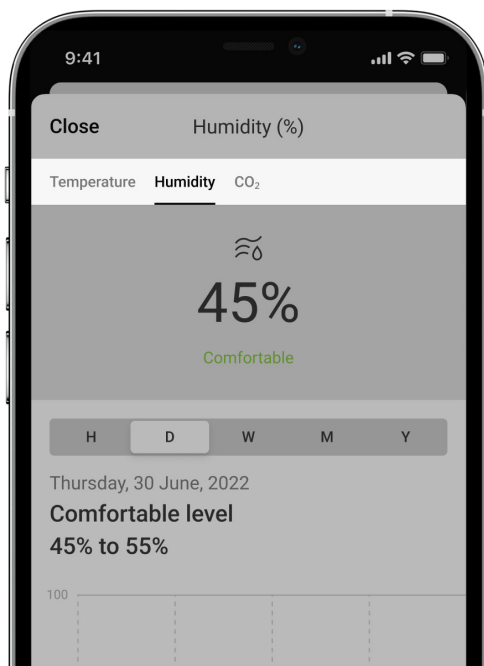 9:41
Close Humidity (%)
Temperature Humidity CO₂
45%
Comfortable
H D W M Y
Thursday, 30 June, 2022
Comfortable level
45% to 55%
100